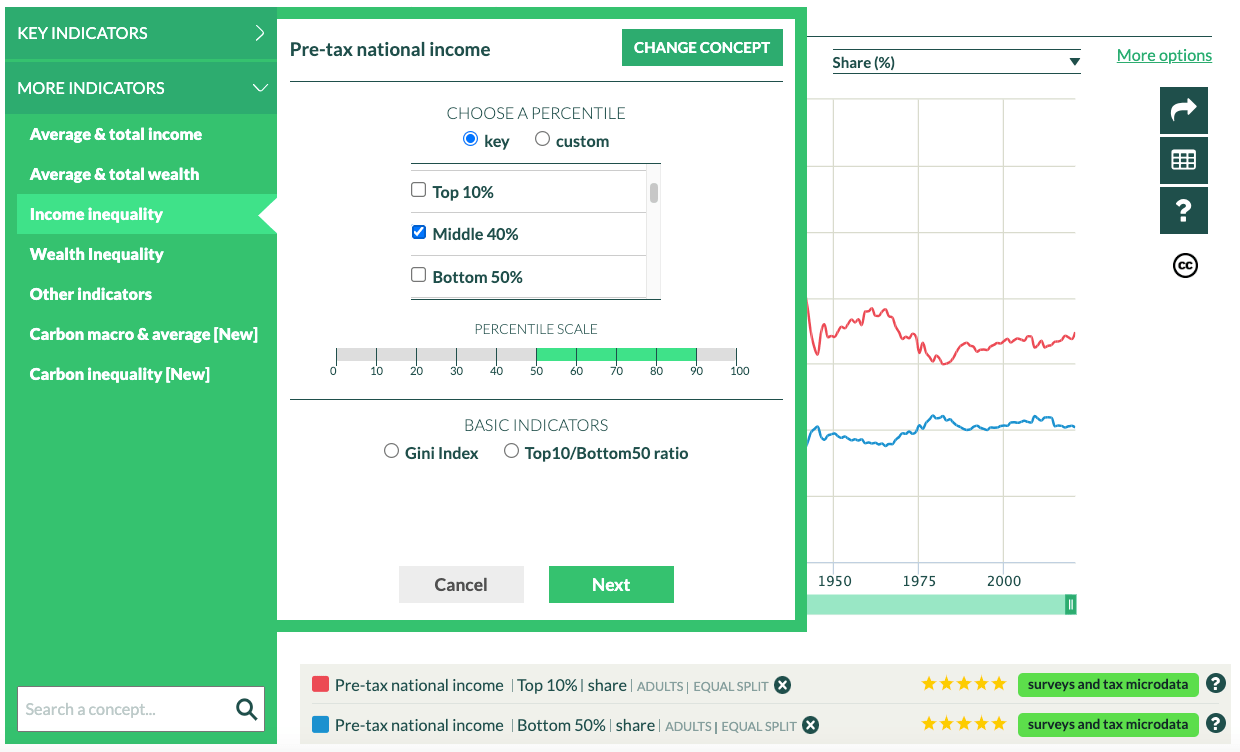 KEY INDICATORS
MORE INDICATORS
Average & total income
Average & total wealth
Income inequality
Wealth Inequality
Other indicators
Carbon macro & average [New]
Carbon inequality [New]
Search a concept...
Pre-tax national income
CHANGE CONCEPT
CHOOSE A PERCENTILE
key custom
Top 10%
Middle 40%
Bottom 50%
PERCENTILE SCALE
0 10 20 30 40 50 60 70 80 90 100
BASIC INDICATORS
Gini Index Top10/Bottom50 ratio
Cancel Next
Share (%)
More options
?
cc
1950 1975 2000
Pre-tax national income | Top 10% | share | ADULTS | EQUAL SPLIT surveys and tax microdata ?
Pre-tax national income | Bottom 50% | share | ADULTS | EQUAL SPLIT surveys and tax microdata ?